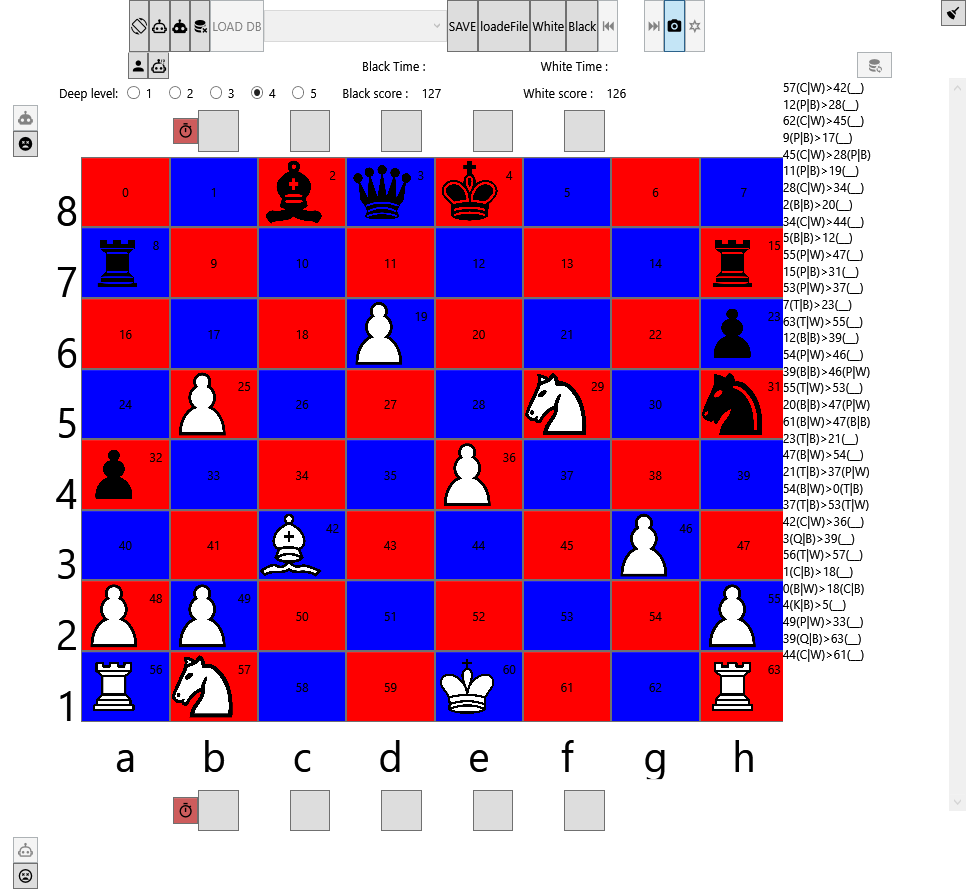 LOAD DB SAVE loadeFile White Black
Black Time : White Time :
Deep level: 1 2 3 4 5 Black score : 127 White score : 126
57(C|W)>42(__)
12(P|B)>28(__)
62(C|W)>45(__)
9(P|B)>17(__)
45(C|W)>28(P|B)
11(P|B)>19(__)
28(C|W)>34(__)
2(B|B)>20(__)
34(C|W)>44(__)
5(B|B)>12(__)
55(P|W)>47(__)
15(P|B)>31(__)
53(P|W)>37(__)
7(T|B)>23(__)
63(T|W)>55(__)
12(B|B)>39(__)
54(P|W)>46(__)
39(B|B)>46(P|W)
55(T|W)>53(__)
20(B|B)>47(P|W)
61(B|W)>47(B|B)
23(T|B)>21(__)
47(B|W)>54(__)
21(T|B)>37(P|W)
54(B|W)>0(T|B)
37(T|B)>53(T|W)
42(C|W)>36(__)
3(Q|B)>39(__)
56(T|W)>57(__)
1(C|B)>18(__)
0(B|W)>18(C|B)
4(K|B)>5(__)
49(P|W)>33(__)
39(Q|B)>63(__)
44(C|W)>61(__)
8 0 1 2 3 4 5 6 7
7 8 9 10 11 12 13 14 15
6 16 17 18 19 20 21 22 23
5 24 25 26 27 28 29 30 31
4 32 33 34 35 36 37 38 39
3 40 41 42 43 44 45 46 47
2 48 49 50 51 52 53 54 55
1 56 57 58 59 60 61 62 63
a b c d e f g h